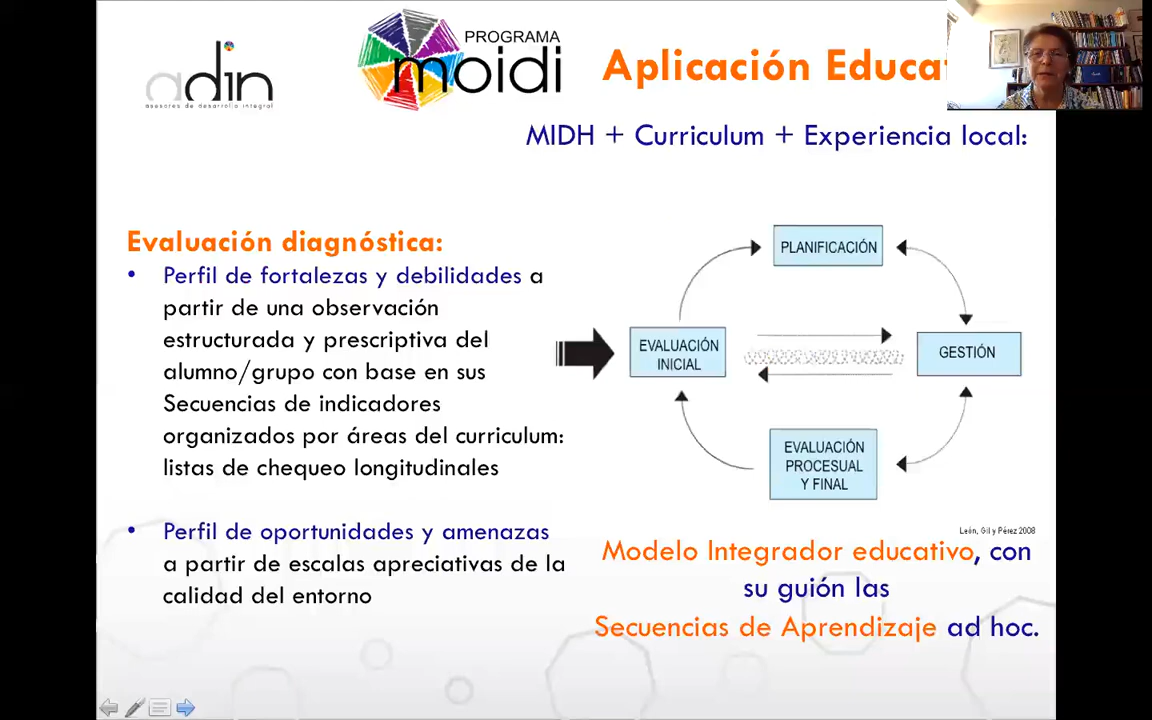 adin
asesores de desarrollo integral
PROGRAMA
moidi
Aplicación Educat
MIDH + Curriculum + Experiencia local:
Evaluación diagnóstica:
• Perfil de fortalezas y debilidades a
partir de una observación
estructurada y prescriptiva del
alumno/grupo con base en sus
Secuencias de indicadores
organizados por áreas del curriculum:
listas de chequeo longitudinales
• Perfil de oportunidades y amenazas
a partir de escalas apreciativas de la
calidad del entorno
PLANIFICACIÓN
EVALUACIÓN
INICIAL
GESTIÓN
EVALUACIÓN
PROCESUAL
Y FINAL
León, Gil y Pérez 2008
Modelo Integrador educativo, con
su guión las
Secuencias de Aprendizaje ad hoc.